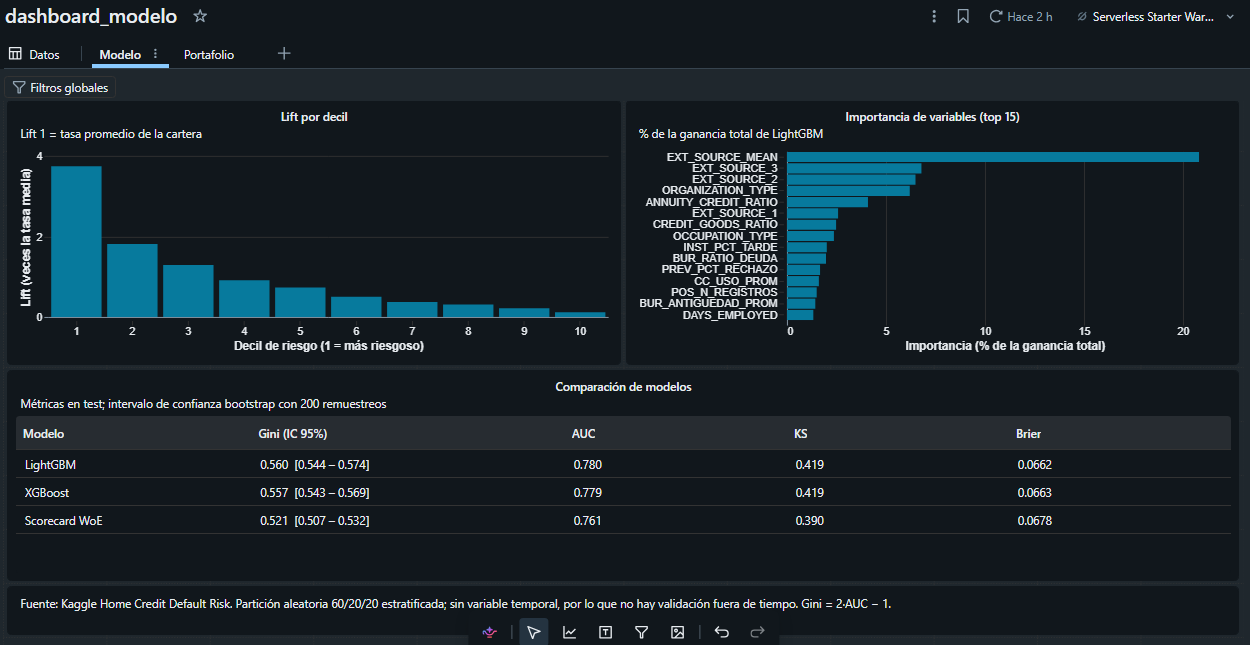 dashboard_modelo
Hace 2 h
Serverless Starter War...
Datos
Modelo
Portafolio
Filtros globales
Lift por decil
Lift 1 = tasa promedio de la cartera
Lift (veces la tasa media)
4
2
0
1 2 3 4 5 6 7 8 9 10
Decil de riesgo (1 = más riesgoso)
Importancia de variables (top 15)
% de la ganancia total de LightGBM
EXT_SOURCE_MEAN
EXT_SOURCE_3
EXT_SOURCE_2
ORGANIZATION_TYPE
ANNUITY_CREDIT_RATIO
EXT_SOURCE_1
CREDIT_GOODS_RATIO
OCCUPATION_TYPE
INST_PCT_TARDE
BUR_RATIO_DEUDA
PREV_PCT_RECHAZO
CC_USO_PROM
POS_N_REGISTROS
BUR_ANTIGUEDAD_PROM
DAYS_EMPLOYED
0 5 10 15 20
Importancia (% de la ganancia total)
Comparación de modelos
Métricas en test; intervalo de confianza bootstrap con 200 remuestreos
Modelo Gini (IC 95%) AUC KS Brier
LightGBM 0.560 [0.544 – 0.574] 0.780 0.419 0.0662
XGBoost 0.557 [0.543 – 0.569] 0.779 0.419 0.0663
Scorecard WoE 0.521 [0.507 – 0.532] 0.761 0.390 0.0678
Fuente: Kaggle Home Credit Default Risk. Partición aleatoria 60/20/20 estratificada; sin variable temporal, por lo que no hay validación fuera de tiempo. Gini = 2·AUC − 1.